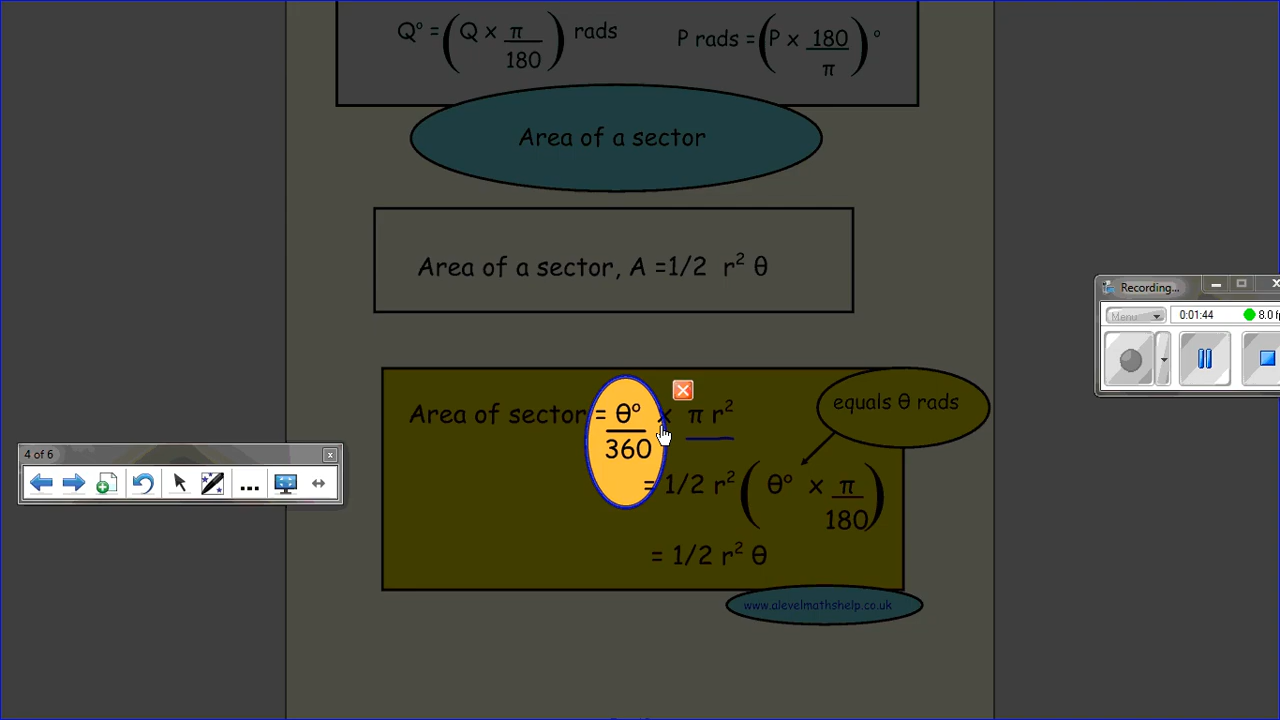 Q° = ( Q x π / 180 ) rads
P rads = ( P x 180 / π ) °
Area of a sector
Area of a sector, A =1/2 r² θ
Area of sector = θ° / 360 x π r²
equals θ rads
= 1/2 r² ( θ° x π / 180 )
= 1/2 r² θ
www.alevelmathshelp.co.uk
4 of 6
Recording...
Menu
0:01:44
8.0 f